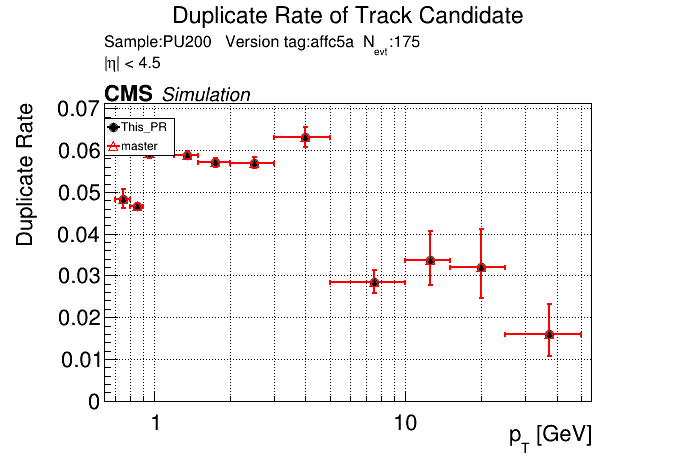 Duplicate Rate of Track Candidate
Sample:PU200 Version tag:affc5a N_evt:175
|η| < 4.5
CMS Simulation
Duplicate Rate
0.07
0.06
0.05
0.04
0.03
0.02
0.01
0
This_PR
master
1
10
p_T [GeV]